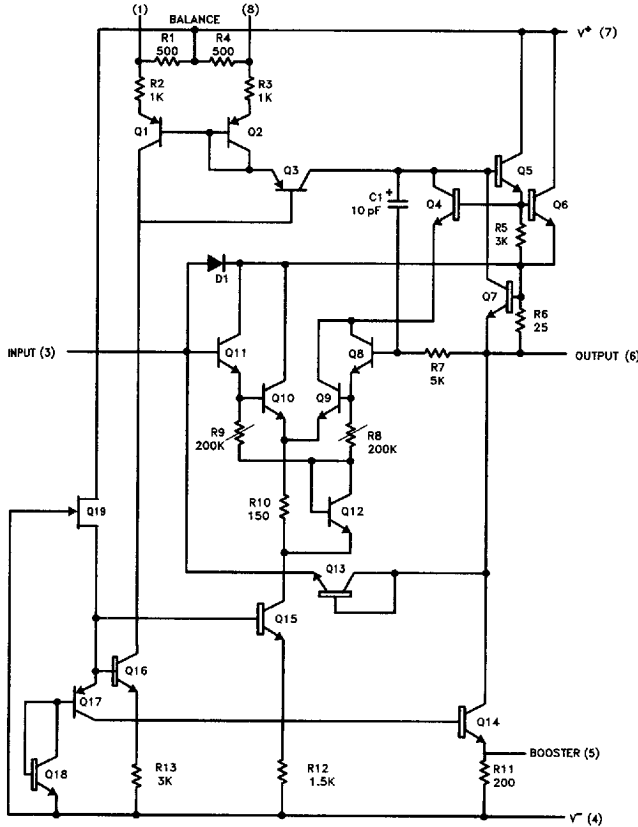 (1)
(8)
BALANCE
V+ (7)
R1
500
R4
500
R2
1K
R3
1K
Q1
Q2
Q3
Q5
C1
+
10 pF
Q4
Q6
R5
3K
D1
Q7
R6
25
INPUT (3)
Q11
Q8
OUTPUT (6)
R7
5K
Q10
Q9
R9
200K
R8
200K
R10
150
Q12
Q19
Q13
Q15
Q16
Q17
Q14
BOOSTER (5)
Q18
R13
3K
R12
1.5K
R11
200
V- (4)